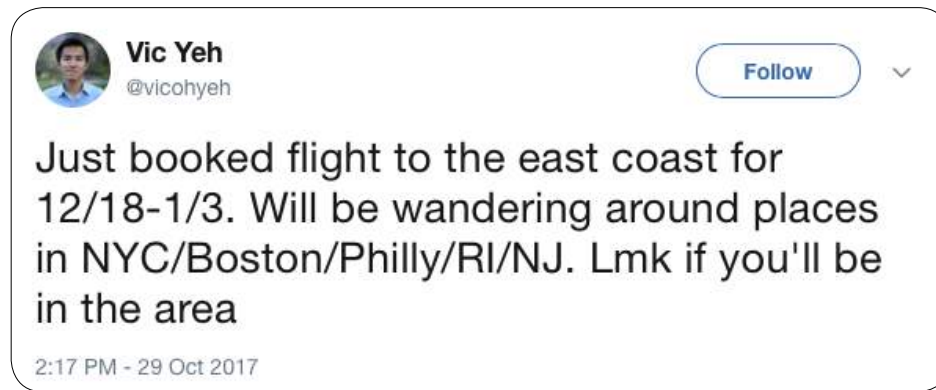 Vic Yeh
@vicohyeh
Follow
Just booked flight to the east coast for
12/18-1/3. Will be wandering around places
in NYC/Boston/Philly/RI/NJ. Lmk if you'll be
in the area
2:17 PM - 29 Oct 2017